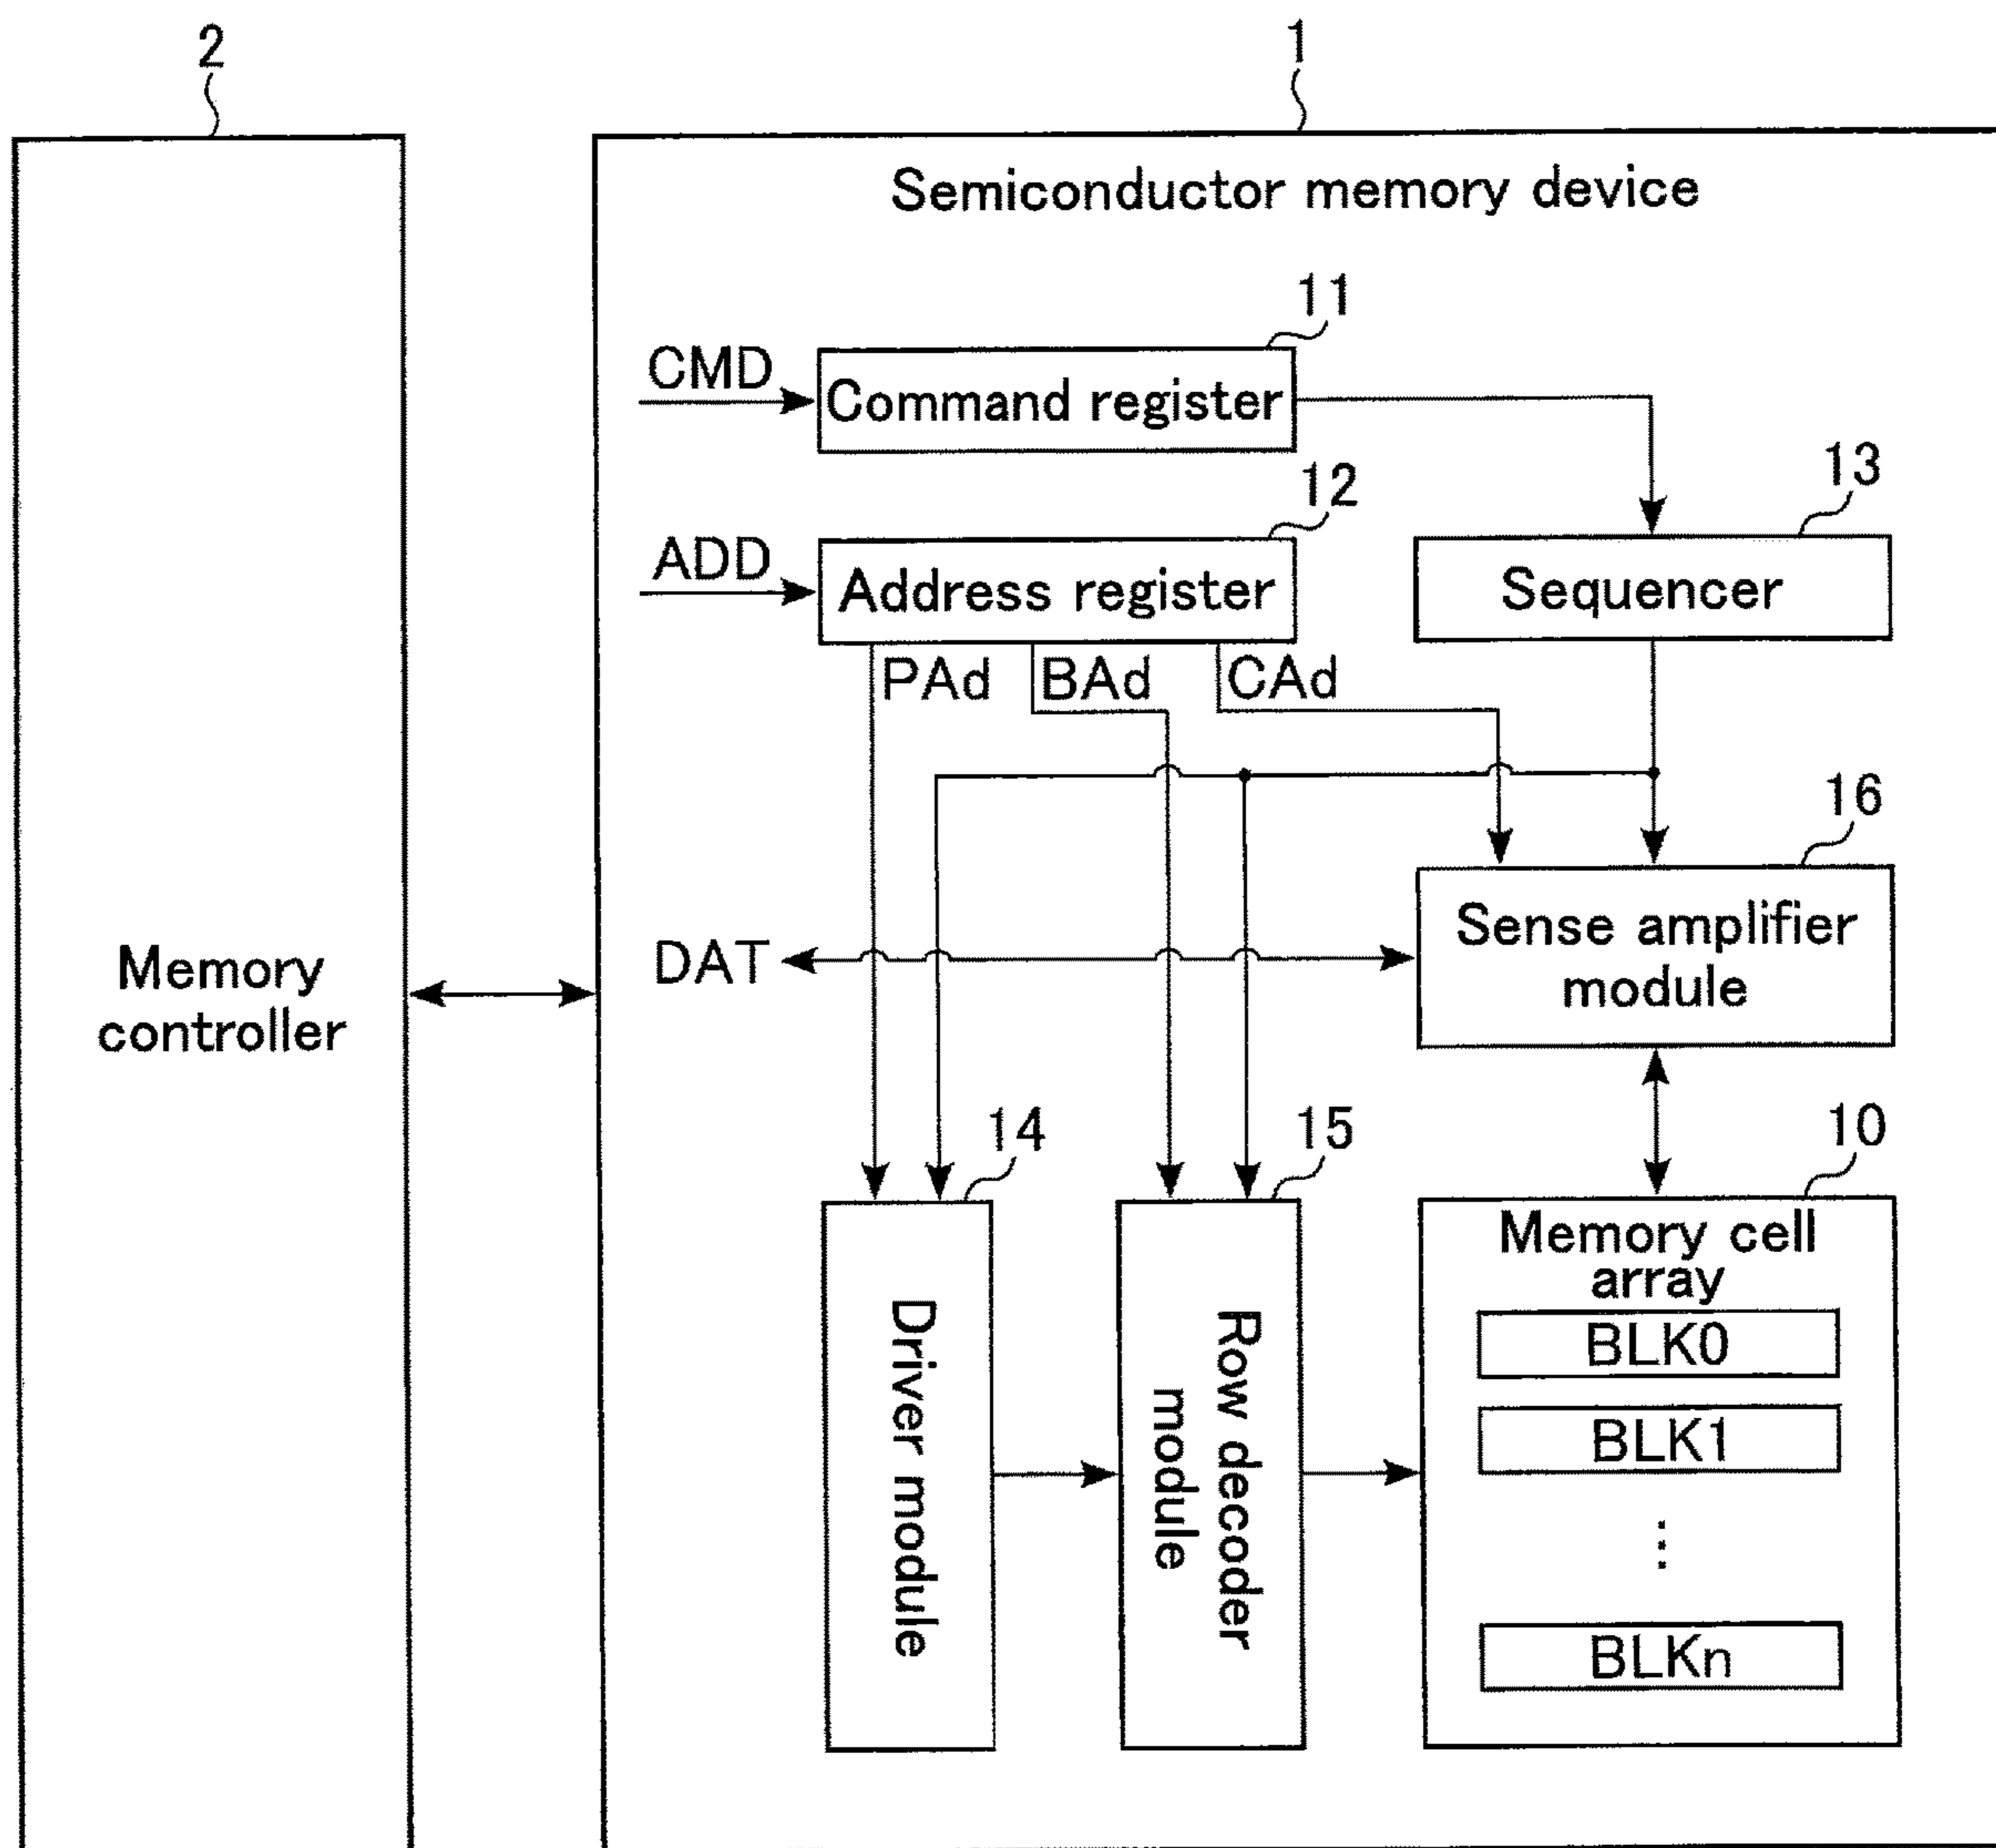 2
1
Semiconductor memory device
11
CMD
Command register
13
12
ADD
Address register
Sequencer
PAd
BAd
CAd
16
Sense amplifier
module
DAT
Memory
controller
14
15
10
Driver module
Row decoder
module
Memory cell
array
BLK0
BLK1
⋮
BLKn